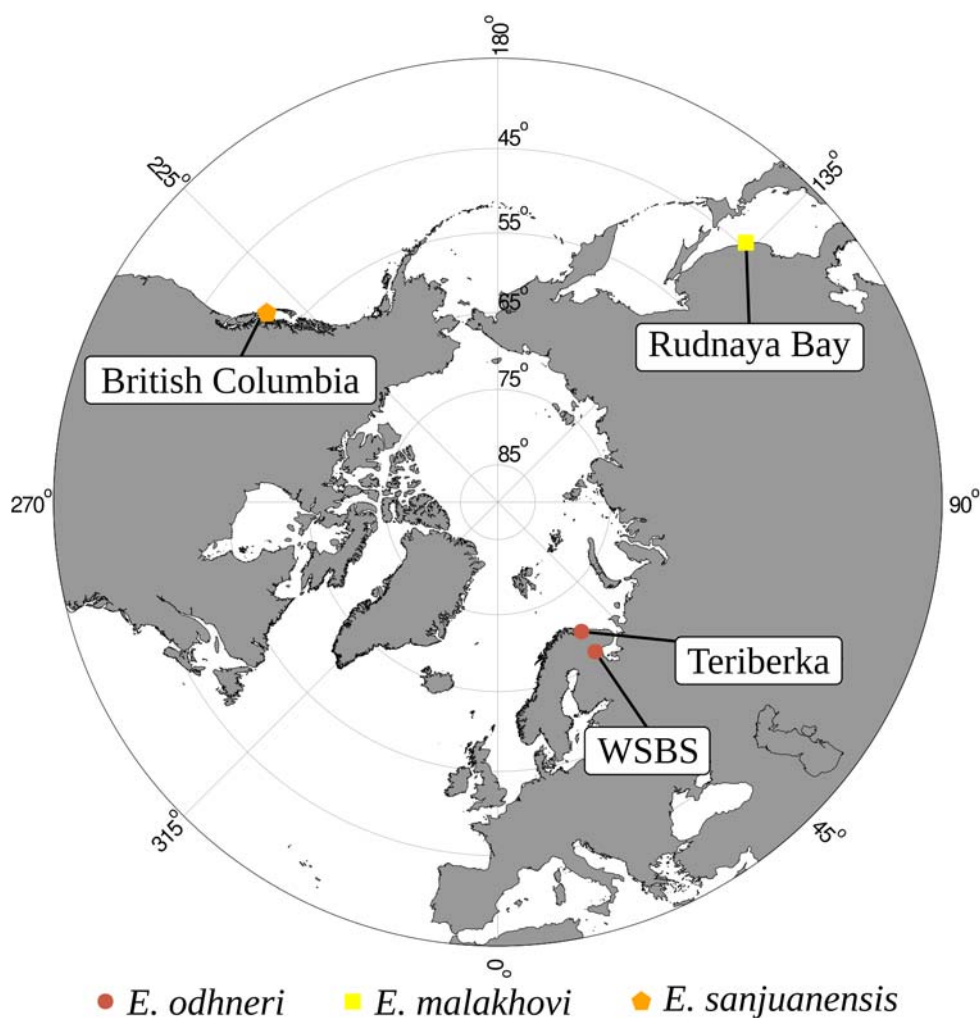 180°
45°
225°
135°
55°
65°
Rudnaya Bay
British Columbia
75°
85°
270°
90°
Teriberka
WSBS
315°
45°
0°
E. odhneri
E. malakhovi
E. sanjuanensis